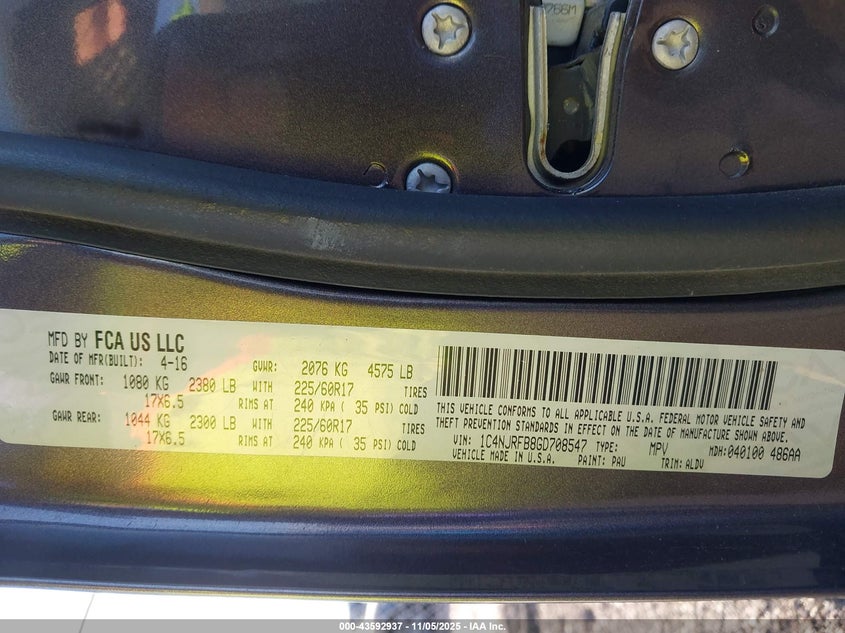 766M
MFD BY FCA US LLC
DATE OF MFR(BUILT): 4-16 GVWR: 2076 KG 4575 LB
GAWR FRONT: 1080 KG 2380 LB WITH 225/60R17 TIRES
17X6.5 RIMS AT 240 KPA ( 35 PSI) COLD
GAWR REAR: 1044 KG 2300 LB WITH 225/60R17 TIRES
17X6.5 RIMS AT 240 KPA ( 35 PSI) COLD
THIS VEHICLE CONFORMS TO ALL APPLICABLE U.S.A. FEDERAL MOTOR VEHICLE SAFETY AND
THEFT PREVENTION STANDARDS IN EFFECT ON THE DATE OF MANUFACTURE SHOWN ABOVE.
VIN: 1C4NJRFB8GD708547 TYPE: MPV MDH:040100 486AA
VEHICLE MADE IN U.S.A. PAINT: PAU TRIM: ALDV
000-43592937 - 11/05/2025 - IAA Inc.